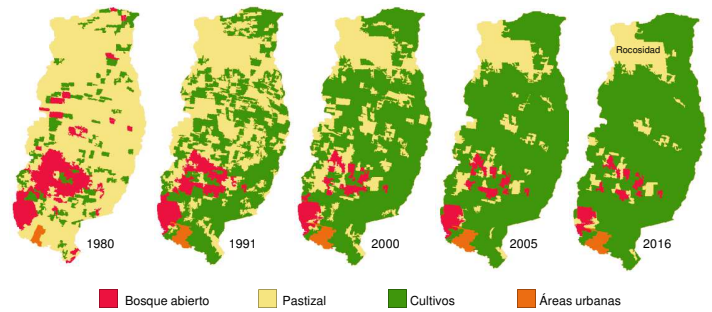 Rocosidad
1980
1991
2000
2005
2016
Bosque abierto
Pastizal
Cultivos
Áreas urbanas